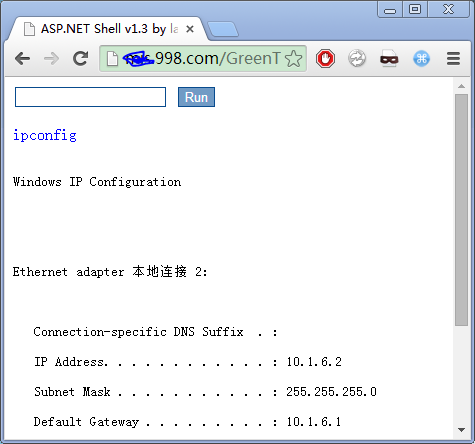 ASP.NET Shell v1.3 by la
998.com/GreenT
Run
ipconfig
Windows IP Configuration
Ethernet adapter 本地连接 2:
Connection-specific DNS Suffix . :
IP Address. . . . . . . . . . . . : 10.1.6.2
Subnet Mask . . . . . . . . . . . : 255.255.255.0
Default Gateway . . . . . . . . . : 10.1.6.1